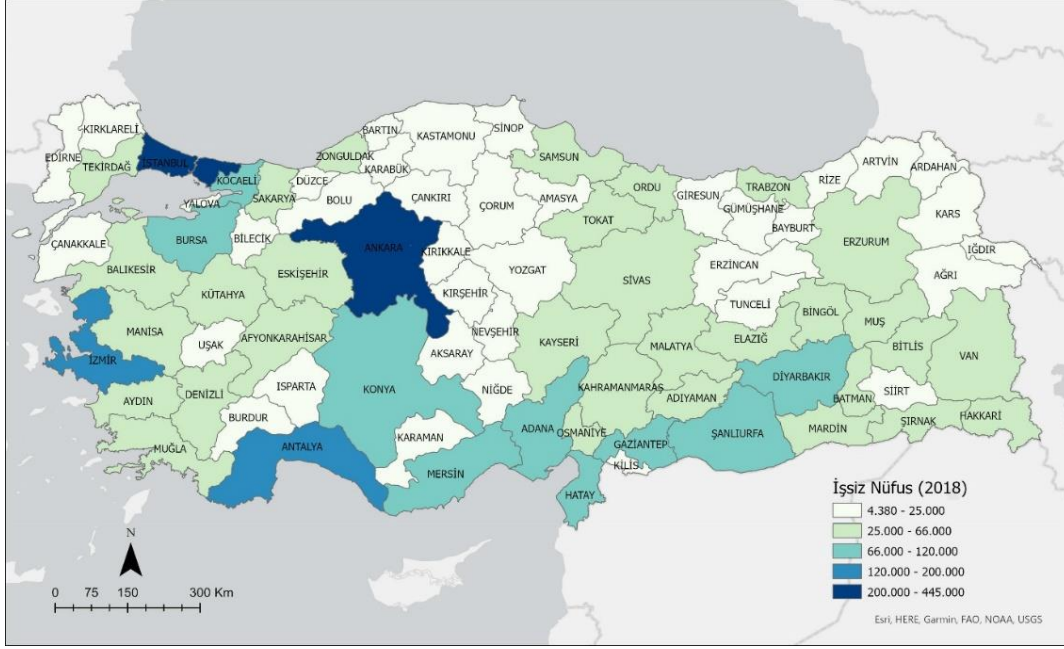 KIRKLARELİ
EDİRNE
TEKİRDAĞ
İSTANBUL
KOCAELİ
YALOVA
SAKARYA
DÜZCE
ZONGULDAK
BARTIN
KARABÜK
KASTAMONU
SİNOP
SAMSUN
ORDU
GİRESUN
TRABZON
RİZE
ARTVİN
ARDAHAN
KARS
IĞDIR
AĞRI
ERZURUM
BAYBURT
GÜMÜŞHANE
ERZİNCAN
TUNCELİ
BİNGÖL
MUŞ
BİTLİS
VAN
HAKKARİ
ŞIRNAK
SİİRT
BATMAN
MARDİN
DİYARBAKIR
ELAZIĞ
MALATYA
ADIYAMAN
ŞANLIURFA
GAZİANTEP
KİLİS
HATAY
OSMANİYE
KAHRAMANMARAŞ
ADANA
MERSİN
KARAMAN
NİĞDE
KAYSERİ
SİVAS
TOKAT
AMASYA
ÇORUM
YOZGAT
ÇANKIRI
KIRIKKALE
KIRŞEHİR
NEVŞEHİR
AKSARAY
KONYA
ANKARA
BOLU
BİLECİK
BURSA
ÇANAKKALE
BALIKESİR
KÜTAHYA
ESKİŞEHİR
AFYONKARAHİSAR
UŞAK
MANİSA
İZMİR
AYDIN
DENİZLİ
MUĞLA
BURDUR
ISPARTA
ANTALYA
N
0 75 150 300 Km
İşsiz Nüfus (2018)
4.380 - 25.000
25.000 - 66.000
66.000 - 120.000
120.000 - 200.000
200.000 - 445.000
Esri, HERE, Garmin, FAO, NOAA, USGS